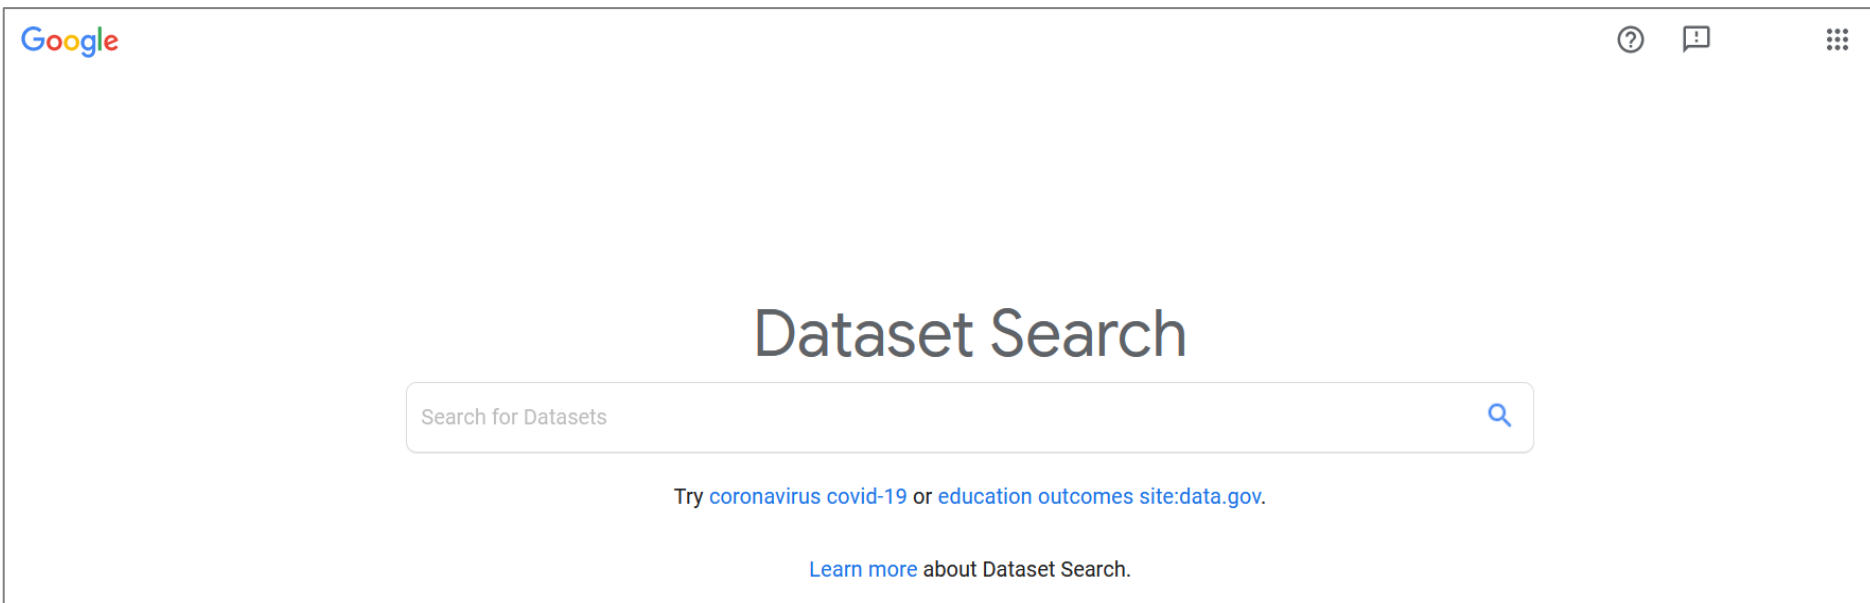 Google
Dataset Search
Search for Datasets
Try coronavirus covid-19 or education outcomes site:data.gov.
Learn more about Dataset Search.